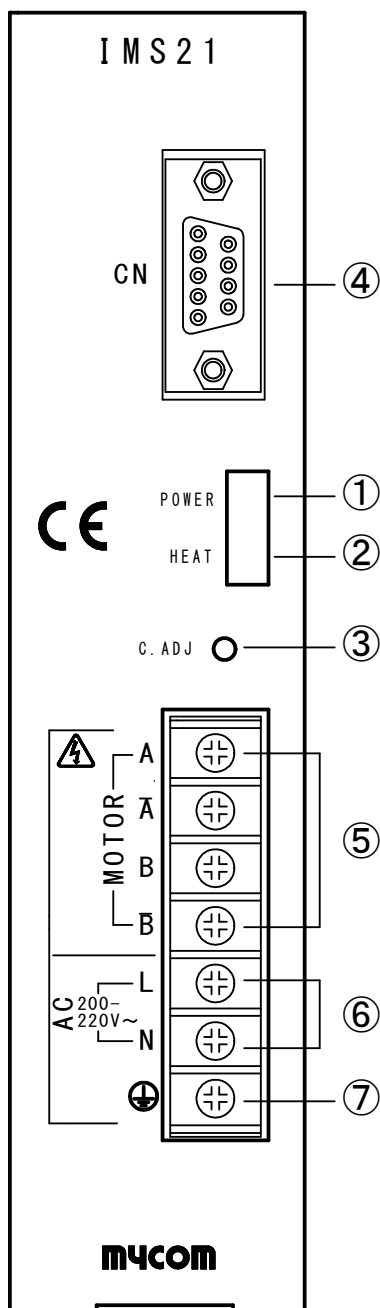 IMS21
CN
④
POWER
①
HEAT
②
CE
C.ADJ
③
MOTOR
A
A̅
B
B̅
⑤
AC 200-
220V~
L
N
⑥
⑦
mycom